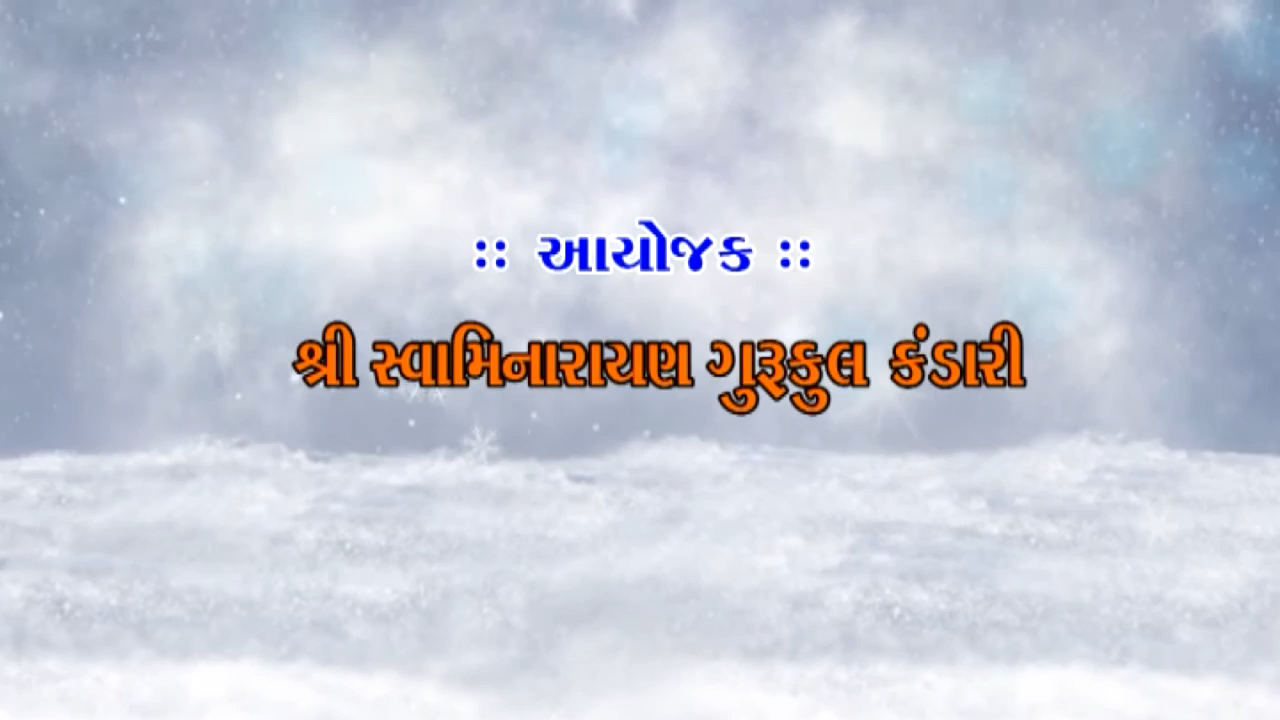 :: આયોજક ::
શ્રી સ્વામિનારાયણ ગુરૂકુલ કંડારી